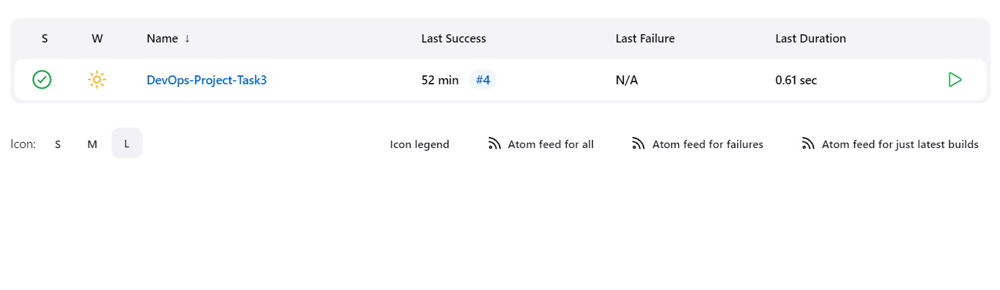 S W Name ↓ Last Success Last Failure Last Duration
DevOps-Project-Task3 52 min #4 N/A 0.61 sec
Icon: S M L Icon legend Atom feed for all Atom feed for failures Atom feed for just latest builds